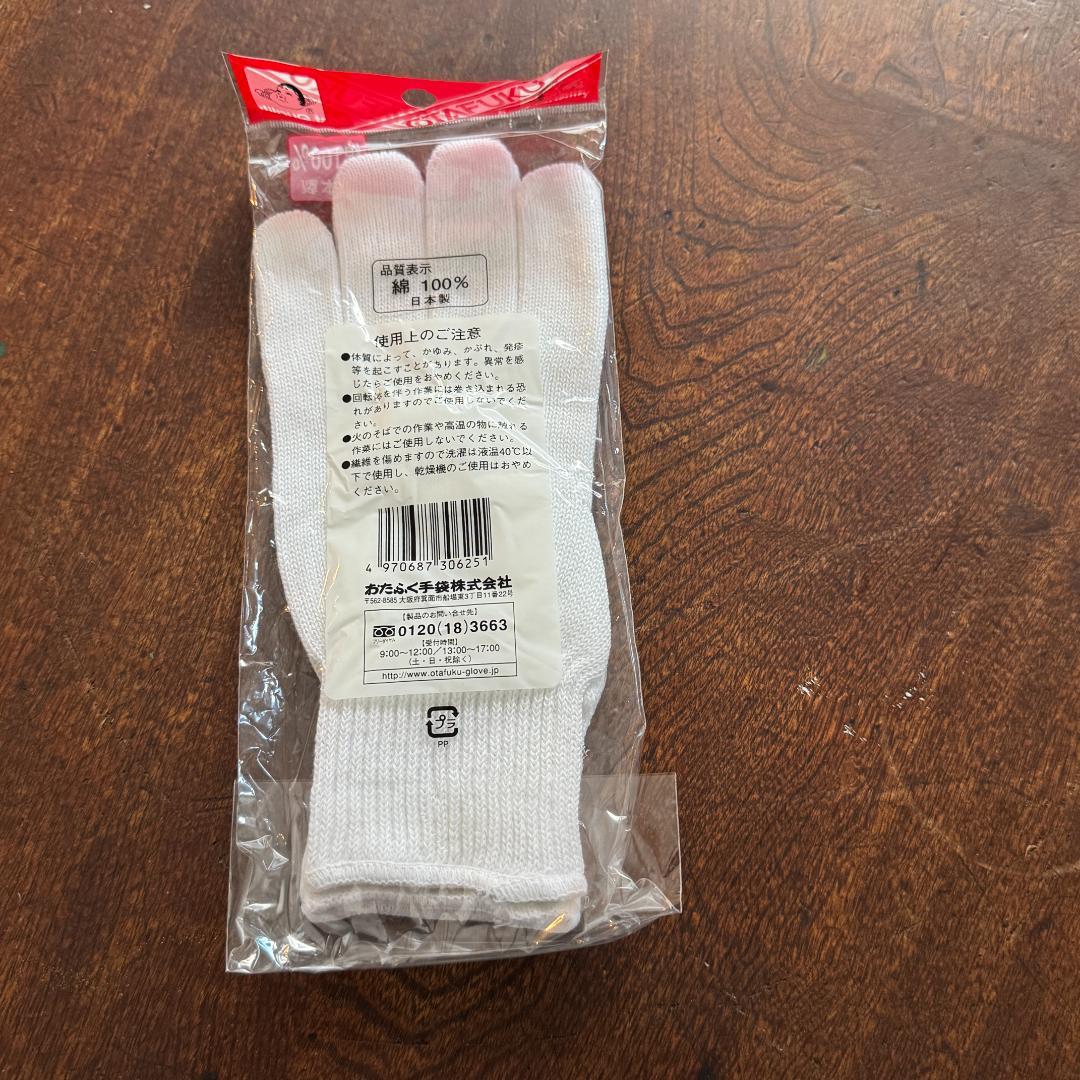 OTAFUKU
100%
品質表示
綿 100%
日本製
使用上のご注意
●体質によって、かゆみ、かぶれ、発疹
等を起こすことがあります。異常を感
じたらご使用をおやめください。
●回転体を伴う作業には巻き込まれる恐
れがありますのでご使用しないでくだ
さい。
●火のそばでの作業や高温の物に触れる
作業にはご使用しないでください。
●繊維を傷めますので洗濯は液温40℃以
下で使用し、乾燥機のご使用はおやめ
ください。
4 970687 306251
おたふく手袋株式会社
〒562-8585 大阪府箕面市船場東3丁目11番22号
【製品のお問い合せ先】
フリーダイヤル 0120(18)3663
【受付時間】
9:00〜12:00/13:00〜17:00
(土・日・祝除く)
http://www.otafuku-glove.jp
プラ
PP